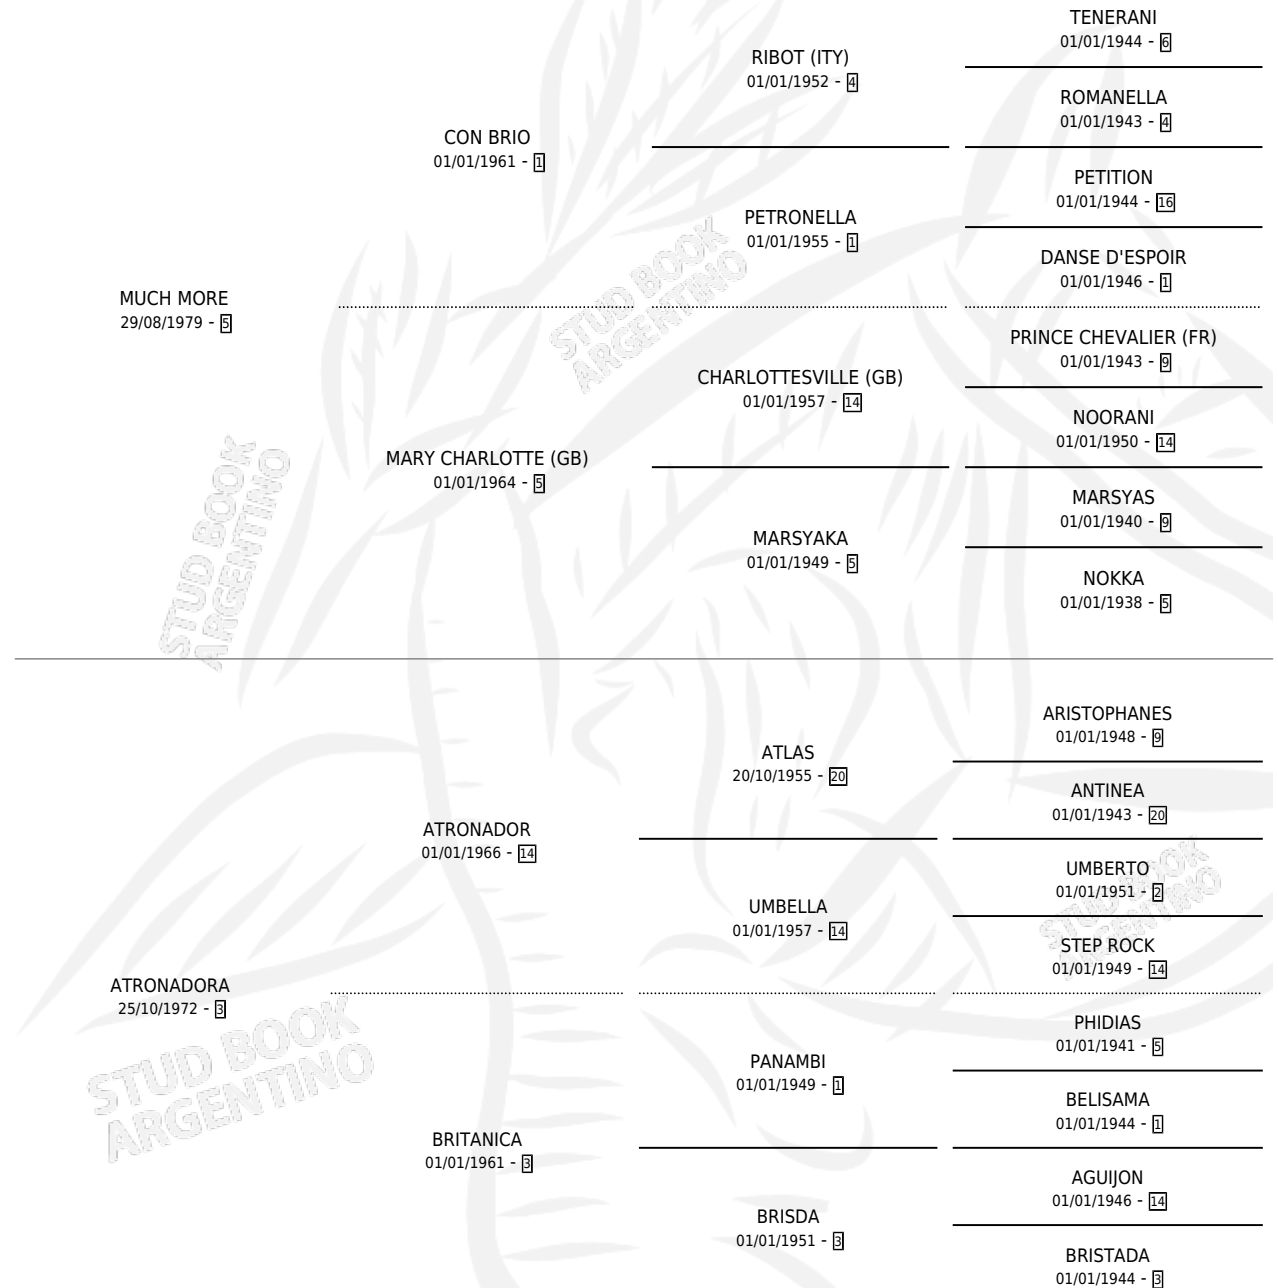 TENERANI
01/01/1944 - 6
RIBOT (ITY)
01/01/1952 - 4
ROMANELLA
01/01/1943 - 4
CON BRIO
01/01/1961 - 1
PETITION
01/01/1944 - 16
PETRONELLA
01/01/1955 - 1
DANSE D'ESPOIR
01/01/1946 - 1
MUCH MORE
29/08/1979 - 5
STUD BOOK
ARGENTINO
PRINCE CHEVALIER (FR)
01/01/1943 - 9
CHARLOTTESVILLE (GB)
01/01/1957 - 14
NOORANI
01/01/1950 - 14
MARY CHARLOTTE (GB)
01/01/1964 - 5
MARSYAS
01/01/1940 - 9
MARSYAKA
01/01/1949 - 5
NOKKA
01/01/1938 - 5
STUD BOOK
ARGENTINO
ARISTOPHANES
01/01/1948 - 9
ATLAS
20/10/1955 - 20
ANTINEA
01/01/1943 - 20
ATRONADOR
01/01/1966 - 14
UMBERTO
01/01/1951 - 2
UMBELLA
01/01/1957 - 14
STEP ROCK
01/01/1949 - 14
STUD BOOK
ARGENTINO
ATRONADORA
25/10/1972 - 3
PHIDIAS
01/01/1941 - 5
PANAMBI
01/01/1949 - 1
BELISAMA
01/01/1944 - 1
STUD BOOK
ARGENTINO
BRITANICA
01/01/1961 - 3
AGUIJON
01/01/1946 - 14
BRISDA
01/01/1951 - 3
BRISTADA
01/01/1944 - 3